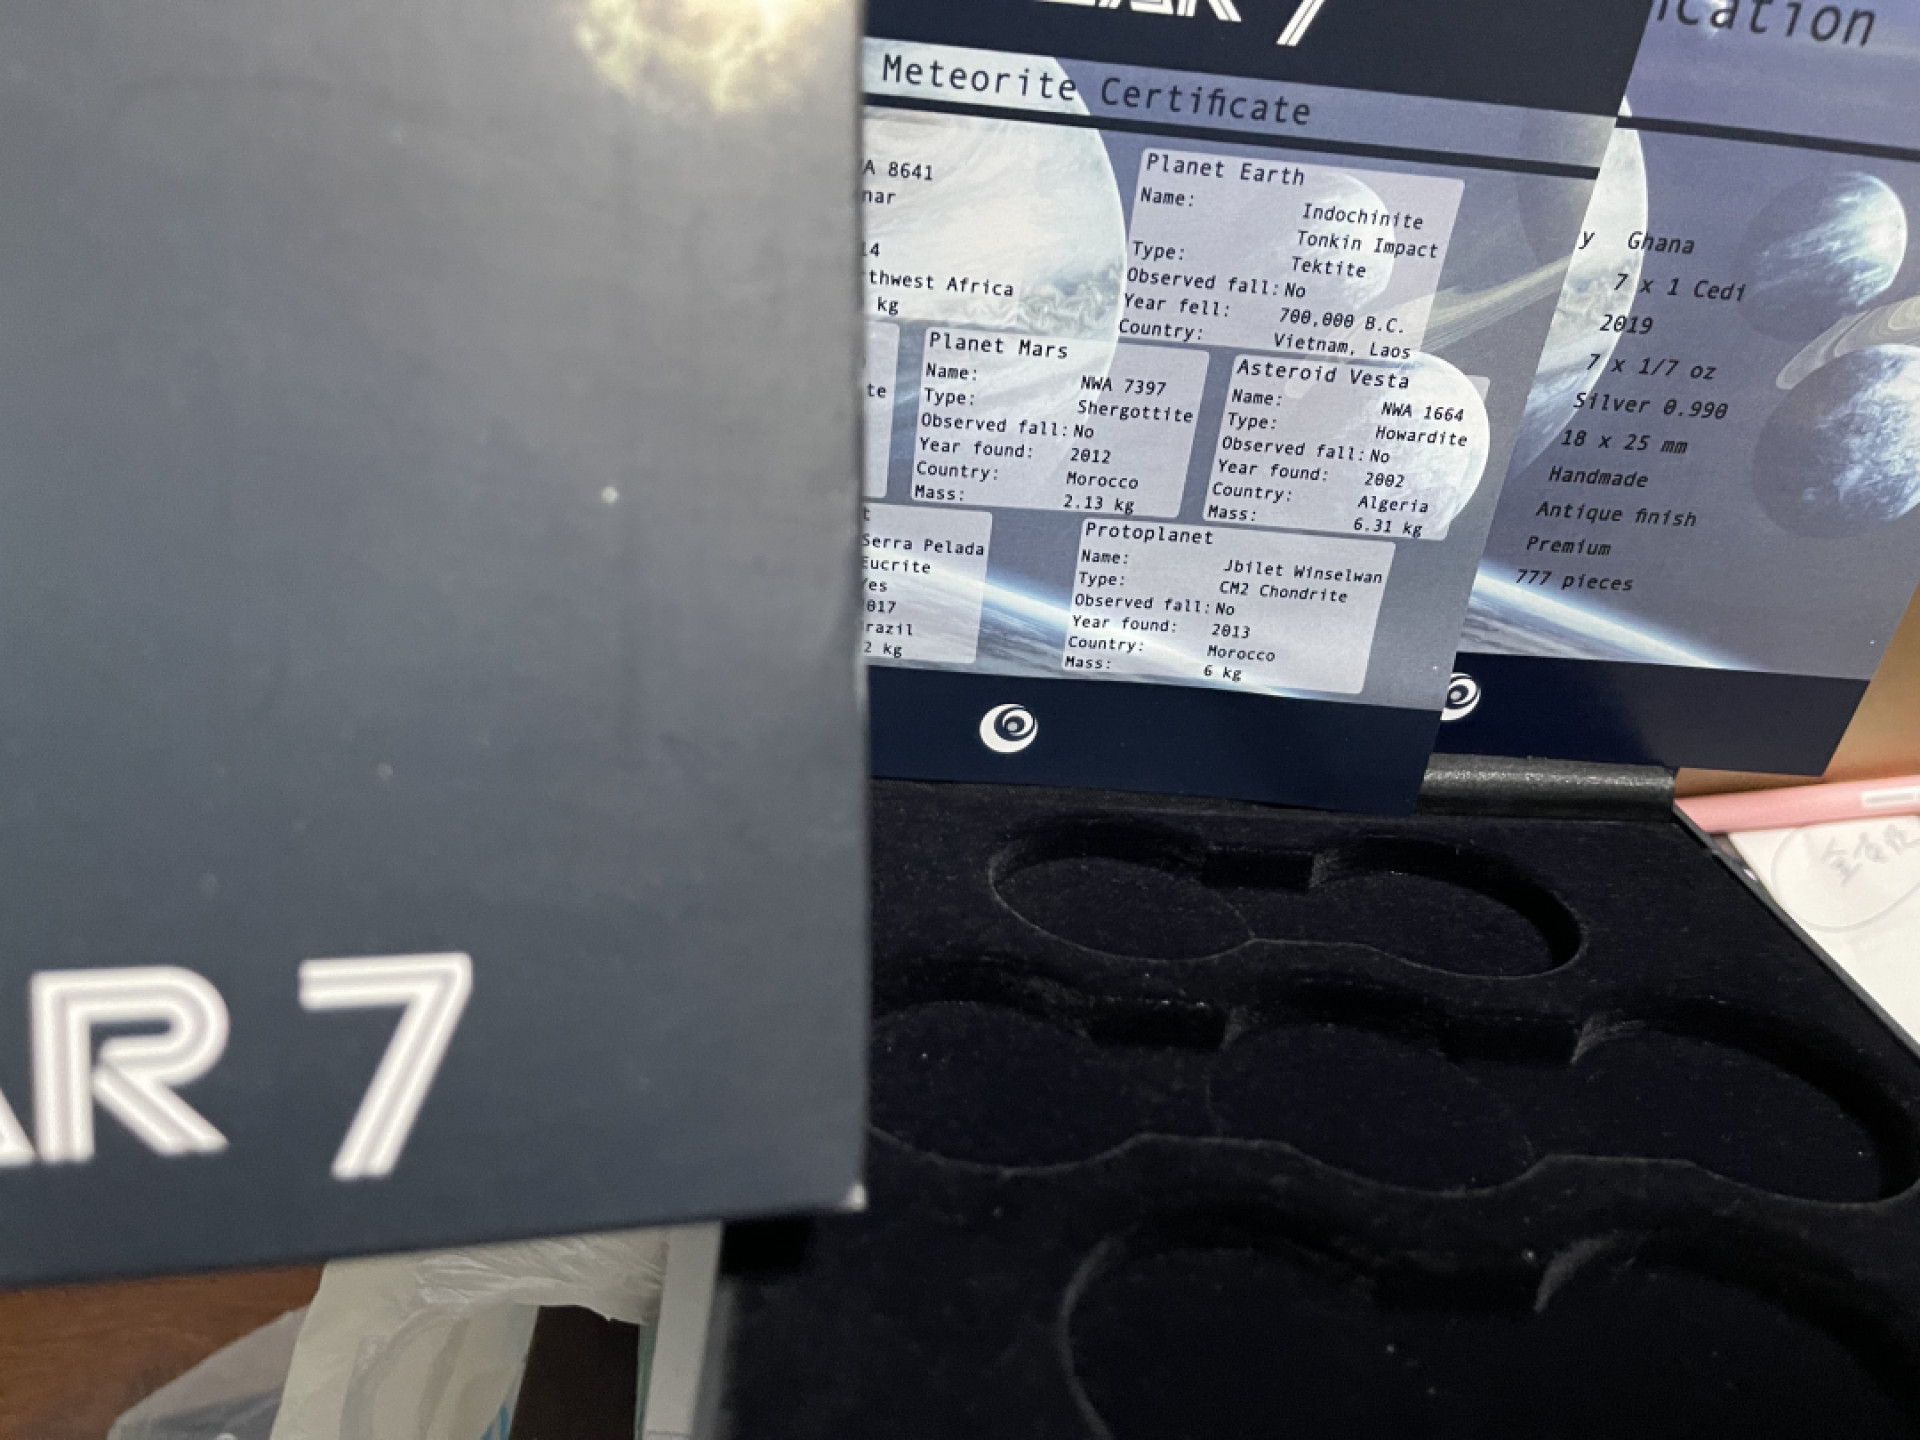 AR 7
AR 7
Meteorite Certificate
A 8641
nar
14
thwest Africa
kg
Planet Earth
Name: Indochinite
Tonkin Impact
Type: Tektite
Observed fall: No
Year fell: 700,000 B.C.
Country: Vietnam, Laos
te
Planet Mars
Name: NWA 7397
Type: Shergottite
Observed fall: No
Year found: 2012
Country: Morocco
Mass: 2.13 kg
Asteroid Vesta
Name: NWA 1664
Type: Howardite
Observed fall: No
Year found: 2002
Country: Algeria
Mass: 6.31 kg
t
Serra Pelada
Eucrite
Yes
017
razil
2 kg
Protoplanet
Name: Jbilet Winselwan
Type: CM2 Chondrite
Observed fall: No
Year found: 2013
Country: Morocco
Mass: 6 kg
ication
y Ghana
7 x 1 Cedi
2019
7 x 1/7 oz
Silver 0.990
18 x 25 mm
Handmade
Antique finish
Premium
777 pieces